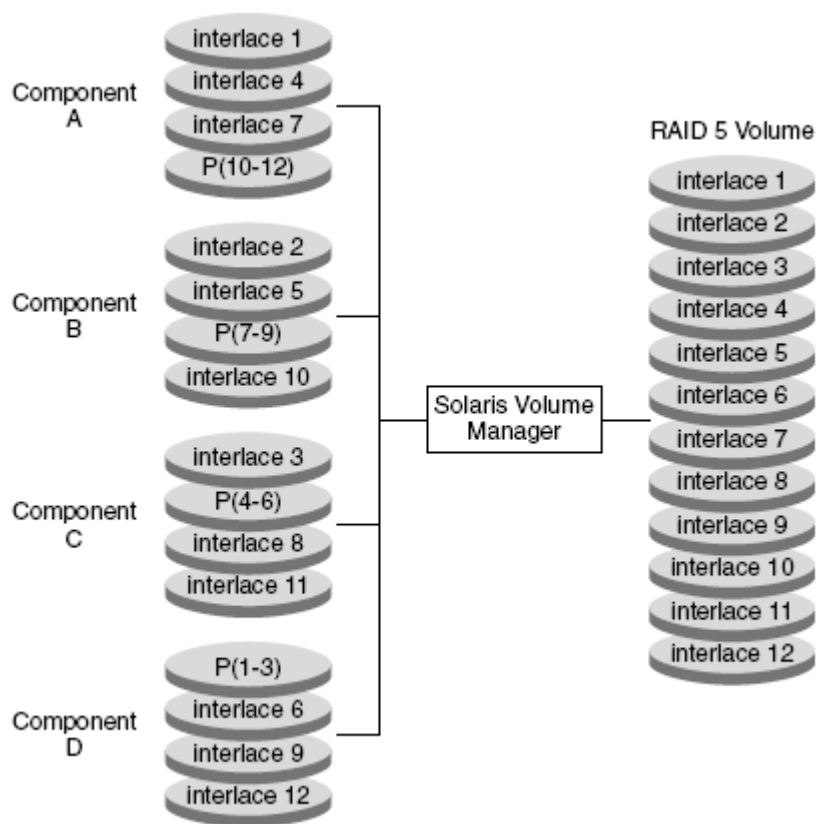 Component
A
interlace 1
interlace 4
interlace 7
P(10-12)
Component
B
interlace 2
interlace 5
P(7-9)
interlace 10
Component
C
interlace 3
P(4-6)
interlace 8
interlace 11
Component
D
P(1-3)
interlace 6
interlace 9
interlace 12
Solaris Volume
Manager
RAID 5 Volume
interlace 1
interlace 2
interlace 3
interlace 4
interlace 5
interlace 6
interlace 7
interlace 8
interlace 9
interlace 10
interlace 11
interlace 12